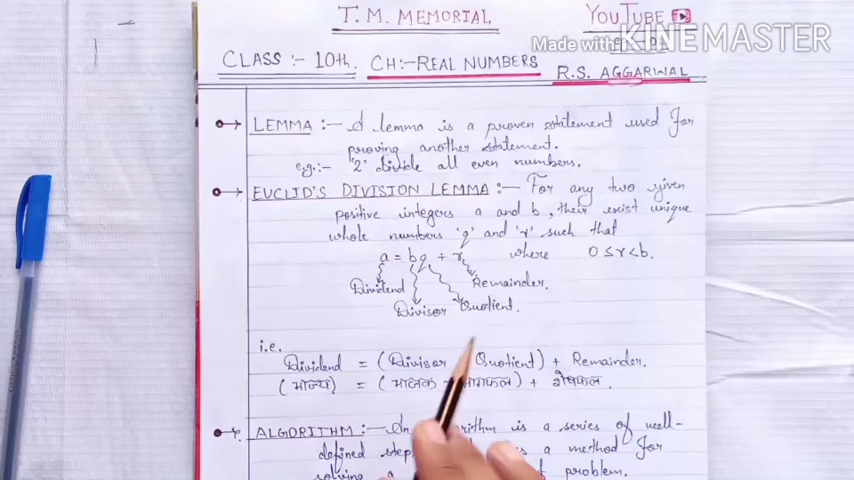 T. M. MEMORIAL
YOUTUBE
Made with KINEMASTER
CLASS :- 10th. CH:- REAL NUMBERS R.S. AGGARWAL
LEMMA :- A lemma is a proven statement used for
proving another statement.
e.g:- '2' divide all even numbers.
EUCLID'S DIVISION LEMMA :- For any two given
positive integers a and b, their exist unique
whole numbers 'q' and 'r' such that
a = bq + r where 0 ≤ r < b.
Dividend Remainder.
Divisor Quotient.
i.e.
Dividend = (Divisor Quotient) + Remainder.
(भाज्य) = (भाजक भागफल) + शेषफल.
ALGORITHM :- An algorithm is a series of well-
defined is a method for
solving a problem.